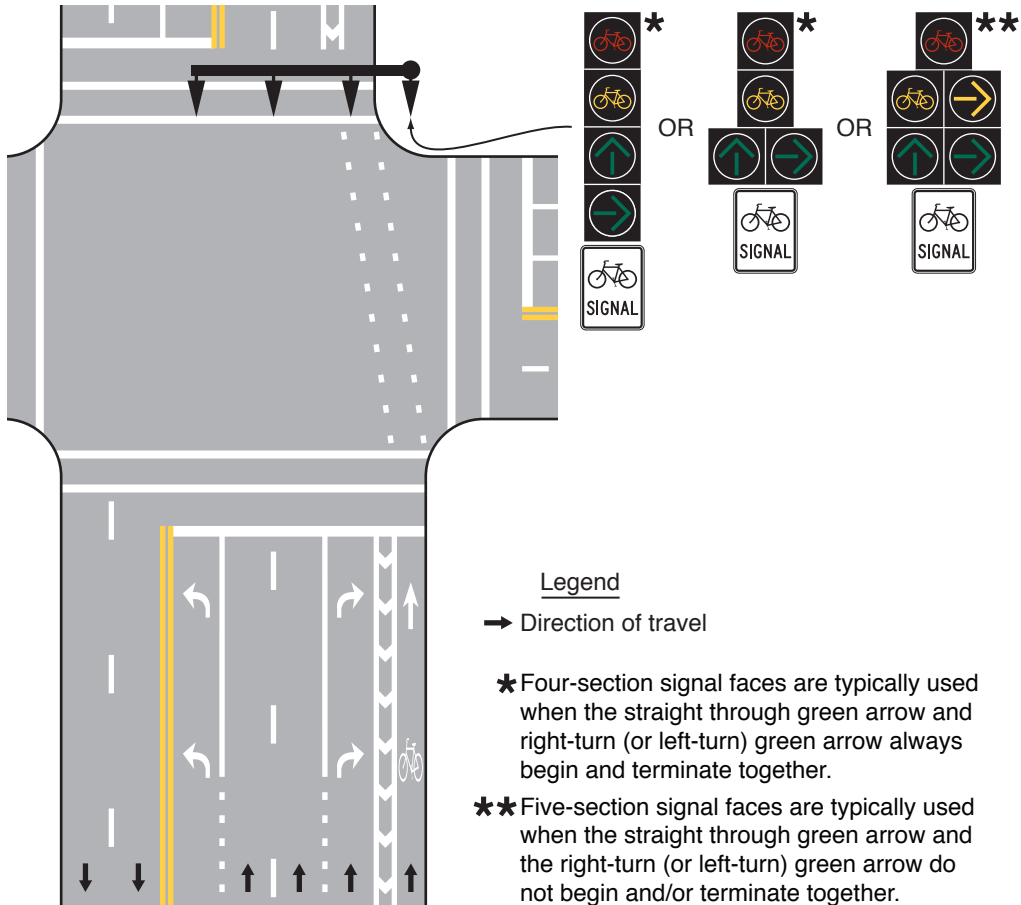 *
*
**
OR
OR
SIGNAL
SIGNAL
SIGNAL
Legend
Direction of travel
*Four-section signal faces are typically used
when the straight through green arrow and
right-turn (or left-turn) green arrow always
begin and terminate together.
**Five-section signal faces are typically used
when the straight through green arrow and
the right-turn (or left-turn) green arrow do
not begin and/or terminate together.